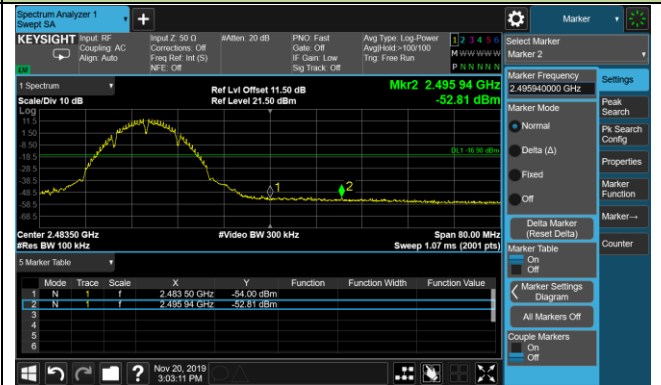 Spectrum Analyzer 1
Swept SA
+
Marker
KEYSIGHT
Input: RF
Coupling: AC
Align: Auto
Input Z: 50 Ω
Corrections: Off
Freq Ref: Int (S)
NFE: Off
#Atten: 20 dB
PNO: Fast
Gate: Off
IF Gain: Low
Sig Track: Off
Avg Type: Log-Power
Avg|Hold:>100/100
Trig: Free Run
1 2 3 4 5 6
M W W W W W
P N N N N N
Select Marker
Marker 2
1 Spectrum
Scale/Div 10 dB
Log
Ref Lvl Offset 11.50 dB
Ref Level 21.50 dBm
Mkr2 2.495 94 GHz
-52.81 dBm
11.5
1.50
-8.50
-18.5
-28.5
-38.5
-48.5
-58.5
-68.5
DL1 -16.90 dBm
1
2
Center 2.48350 GHz
#Res BW 100 kHz
#Video BW 300 kHz
Span 80.00 MHz
Sweep 1.07 ms (2001 pts)
5 Marker Table
Mode Trace Scale X Y Function Function Width Function Value
1 N 1 f 2.483 50 GHz -54.00 dBm
2 N 1 f 2.495 94 GHz -52.81 dBm
3
4
5
6
Marker Frequency
2.495940000 GHz
Marker Mode
Normal
Delta (Δ)
Fixed
Off
Delta Marker
(Reset Delta)
Marker Table
On
Off
Marker Settings
Diagram
All Markers Off
Couple Markers
On
Off
Settings
Peak
Search
Pk Search
Config
Properties
Marker
Function
Marker→
Counter
?
Nov 20, 2019
3:03:11 PM